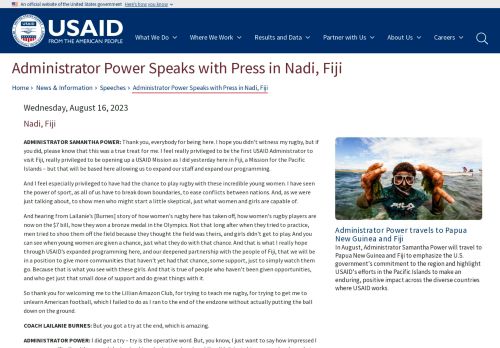 An official website of the United States government Here's how you know
USAID
FROM THE AMERICAN PEOPLE
What We Do Where We Work Results and Data Partner with Us About Us Careers
Administrator Power Speaks with Press in Nadi, Fiji
Home › News & Information › Speeches › Administrator Power Speaks with Press in Nadi, Fiji
Wednesday, August 16, 2023
Nadi, Fiji
ADMINISTRATOR SAMANTHA POWER: Thank you, everybody for being here. I hope you didn't witness my rugby, but if
you did, please know that this was a true treat for me. I feel really privileged to be the first USAID Administrator to
visit Fiji, really privileged to be opening up a USAID Mission as I did yesterday here in Fiji, a Mission for the Pacific
Islands – but that will be based here allowing us to expand our staff and expand our programming.
And I feel especially privileged to have had the chance to play rugby with these incredible young women. I have seen
the power of sport, as all of us have to break down boundaries, to ease conflicts between nations. And, as we were
just talking about, to show men who might start a little skeptical, just what women and girls are capable of.
And hearing from Lailanie's [Burnes] story of how women's rugby here has taken off, how women's rugby players are
now on the $7 bill, how they won a bronze medal in the Olympics. Not that long after when they tried to practice,
men tried to shoo them off the field because they thought the field was theirs, and girls didn't get to play. And you
can see when young women are given a chance, just what they do with that chance. And that is what I really hope
through USAID's expanded programming here, and our deepened partnership with the people of Fiji, that we will be
in a position to give more communities that haven't yet had that chance, some support, just to simply watch them
go. Because that is what you see with these girls. And that is true of people who haven't been given opportunities,
and who get just that small dose of support and do great things with it.
So thank you for welcoming me to the Lillian Amazon Club, for trying to teach me rugby, for trying to get me to
unlearn American football, which I failed to do as I ran to the end of the endzone without actually putting the ball
down on the ground.
COACH LAILANIE BURNES: But you got a try at the end, which is amazing.
ADMINISTRATOR POWER: I did get a try – try is the operative word. But, you know, I just want to say how impressed I
Administrator Power travels to Papua
New Guinea and Fiji
In August, Administrator Samantha Power will travel to
Papua New Guinea and Fiji to emphasize the U.S.
government's commitment to the region and highlight
USAID's efforts in the Pacific Islands to make an
enduring, positive impact across the diverse countries
where USAID works.